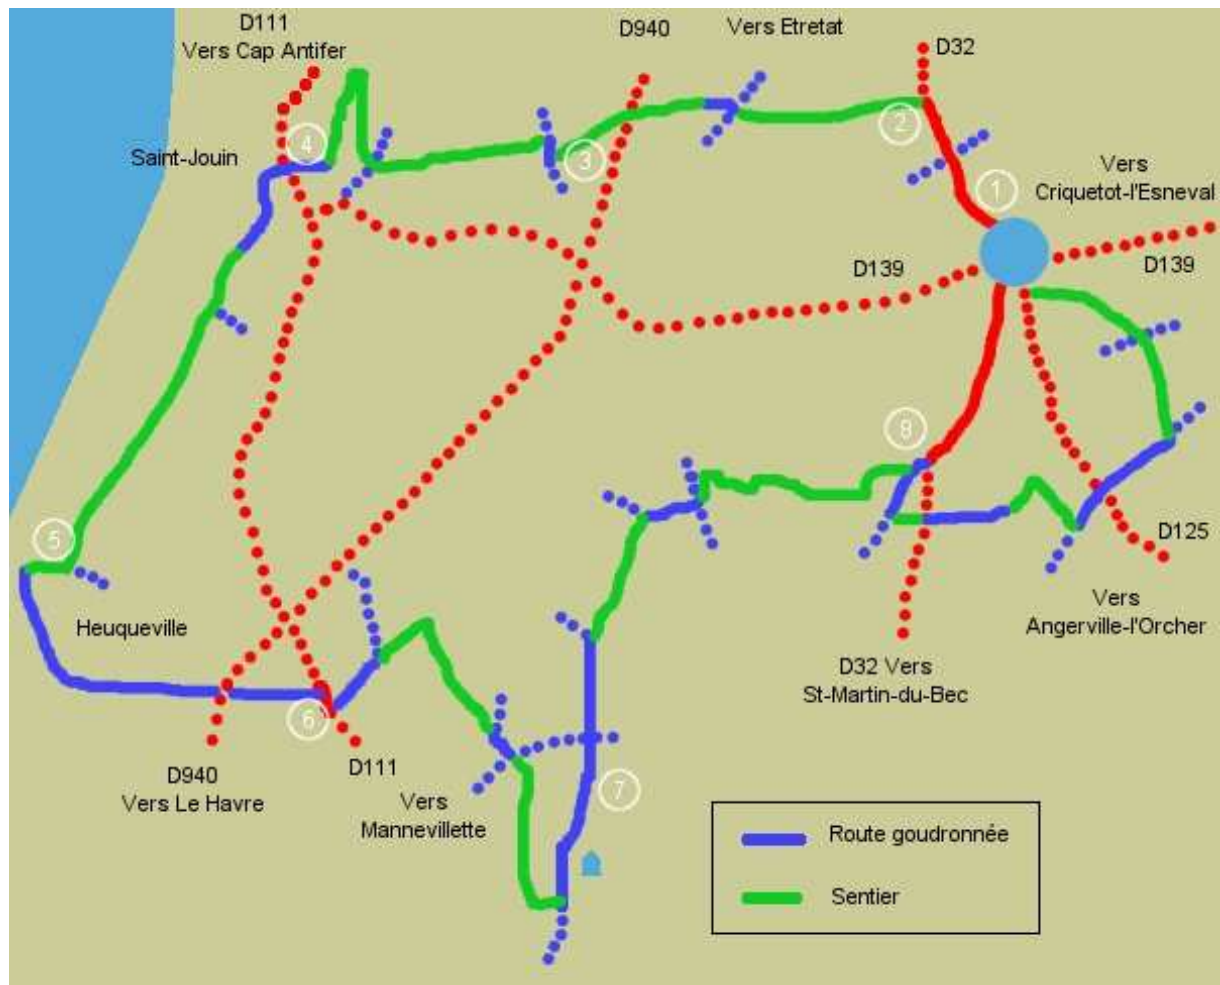 D111
Vers Cap Antifer
D940
Vers Etretat
D32
2
4
3
Saint-Jouin
1
Vers
Criquetot-l'Esneval
D139
D139
9
5
D125
Heuqueville
Vers
Angerville-l'Orcher
D32 Vers
St-Martin-du-Bec
6
D940
Vers Le Havre
D111
Vers
Mannevillette
7
Route goudronnée
Sentier